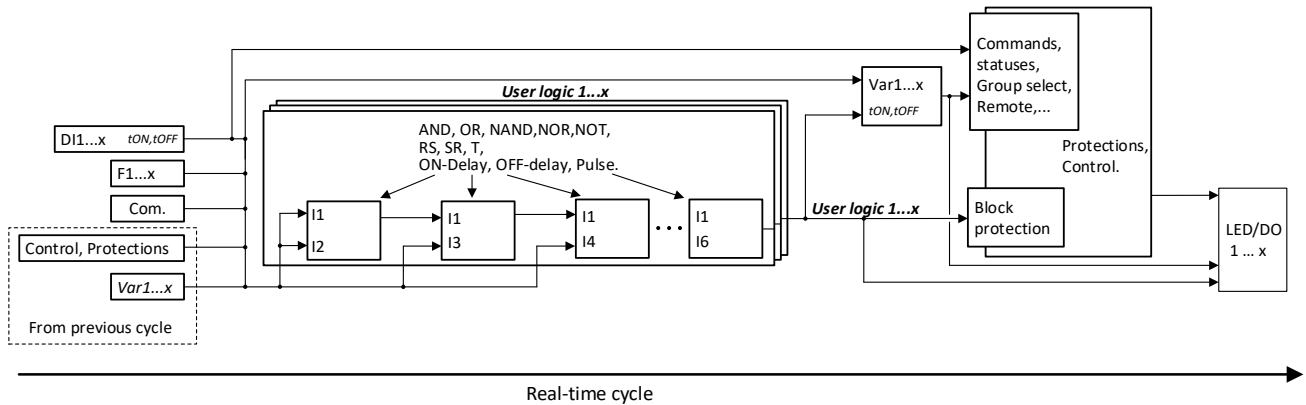 User logic 1...x
DI1...x tON,tOFF
F1...x
Com.
Control, Protections
Var1...x
From previous cycle
AND, OR, NAND,NOR,NOT,
RS, SR, T,
ON-Delay, OFF-delay, Pulse.
I1
I2
I1
I3
I1
I4
...
I1
I6
User logic 1...x
Var1...x
tON,tOFF
Commands,
statuses,
Group select,
Remote,...
Protections,
Control.
Block
protection
LED/DO
1 ... x
Real-time cycle